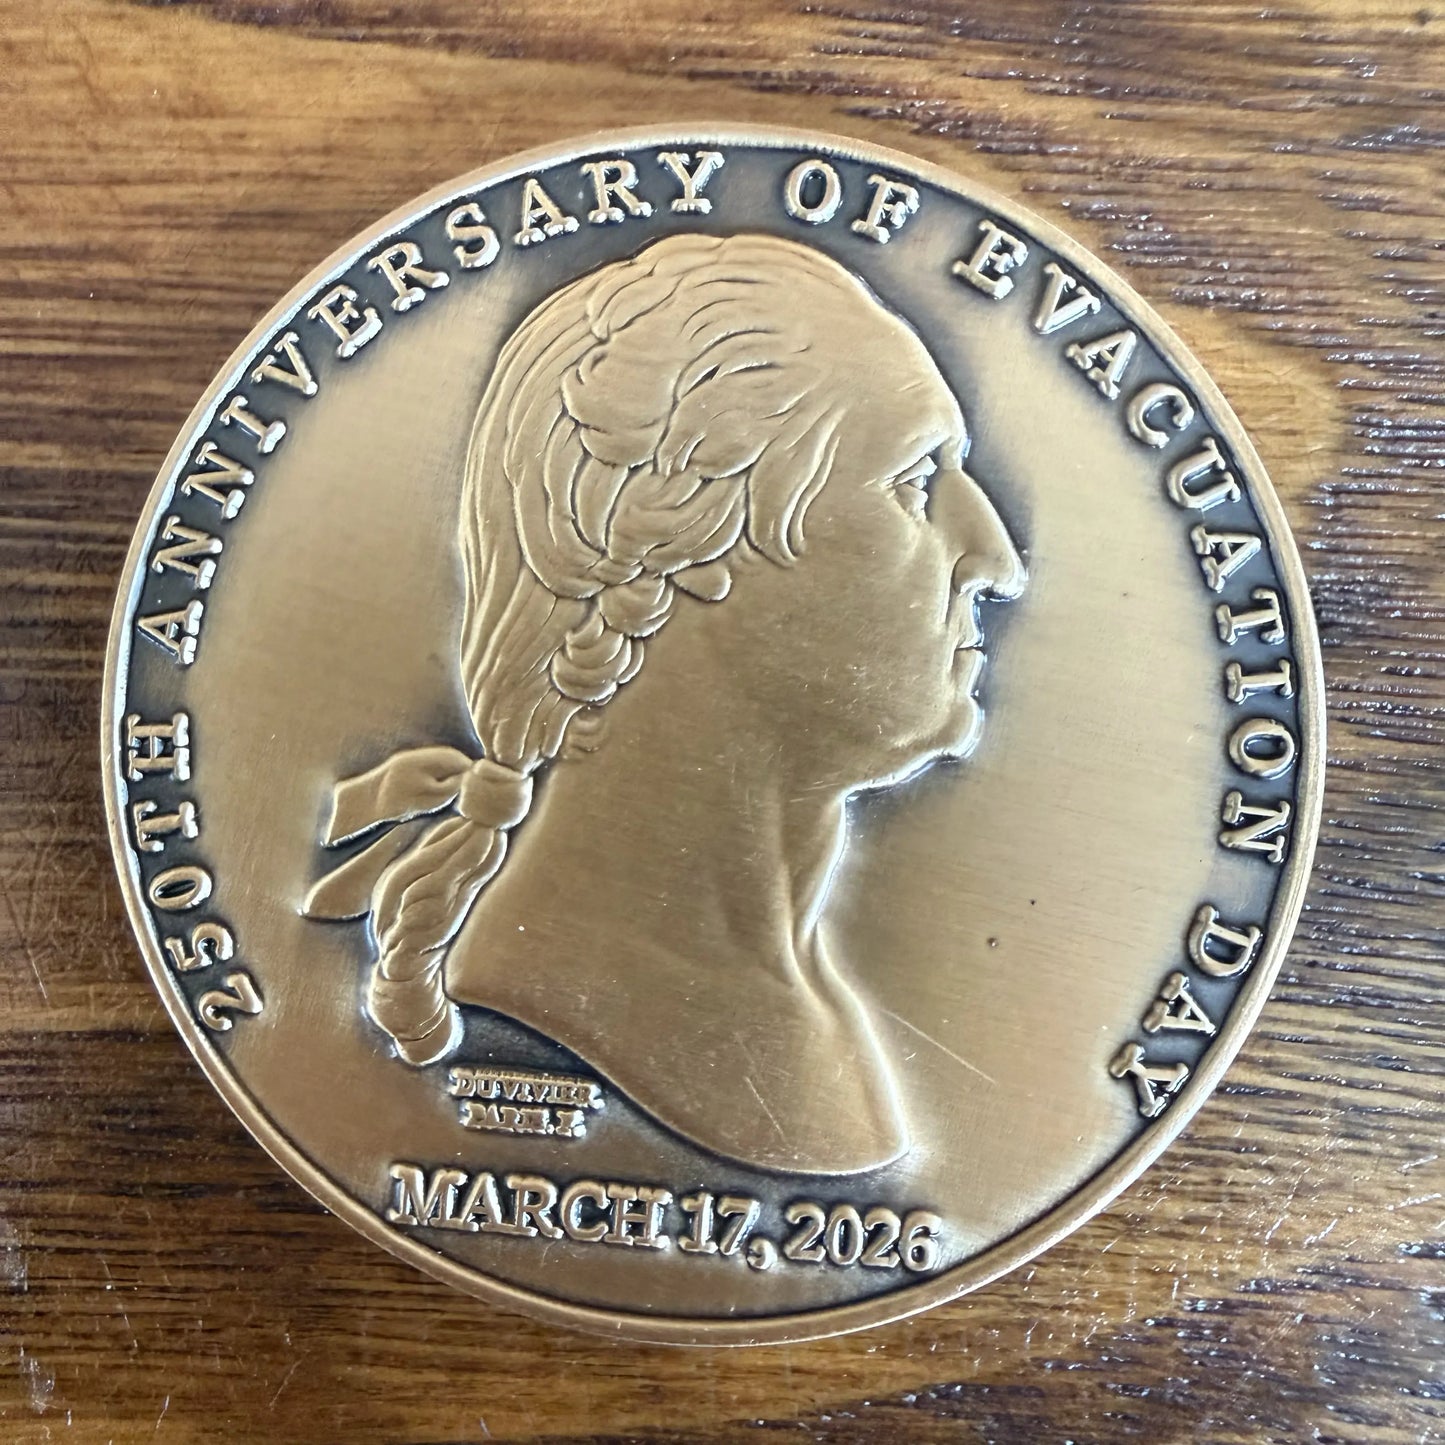 250TH ANNIVERSARY OF EVACUATION DAY
DUVIVIER
PARIS. F.
MARCH 17, 2026